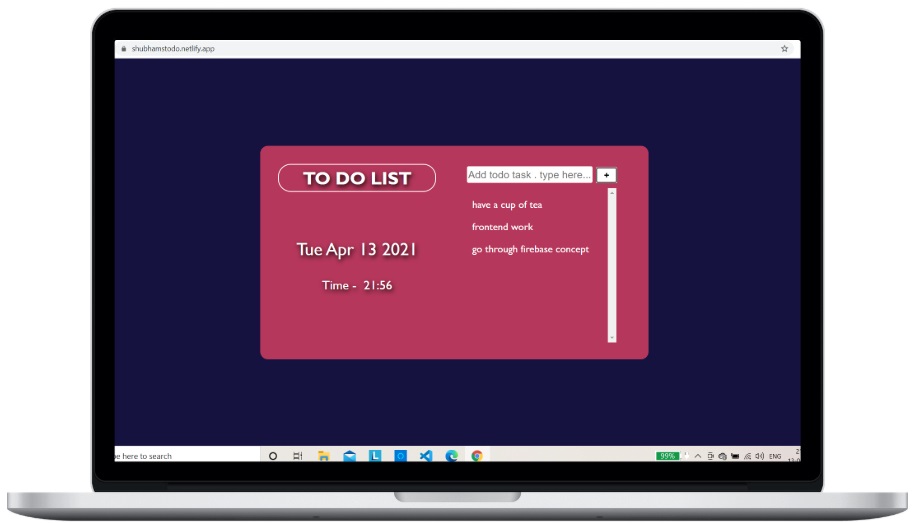 shubhamstodo.netlify.app
TO DO LIST
Add todo task . type here...
+
have a cup of tea
frontend work
go through firebase concept
Tue Apr 13 2021
Time - 21:56
here to search
99%
ENG